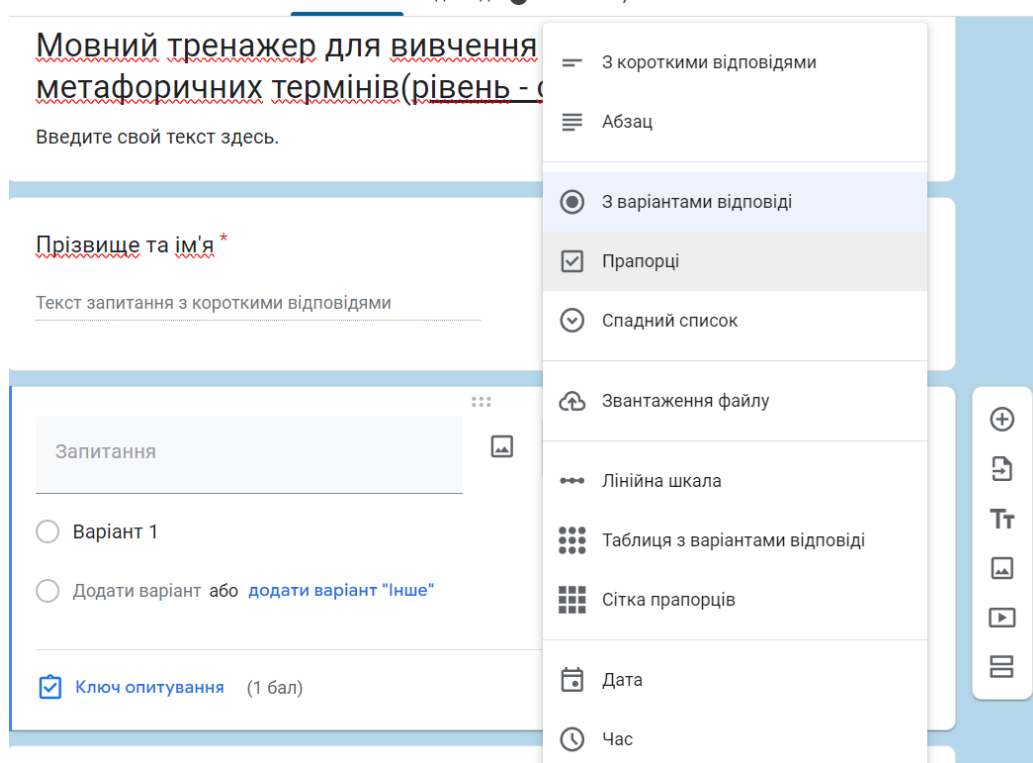 Мовний тренажер для вивчення
метафоричних термінів(рівень -
Введите свой текст здесь.
Прізвище та ім'я *
Текст запитання з короткими відповідями
Запитання
Варіант 1
Додати варіант або додати варіант "Інше"
Ключ опитування (1 бал)
З короткими відповідями
Абзац
З варіантами відповіді
Прапорці
Спадний список
Звантаження файлу
Лінійна шкала
Таблиця з варіантами відповіді
Сітка прапорців
Дата
Час
Tт